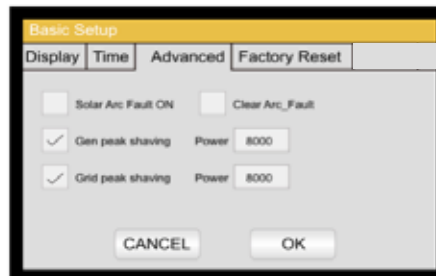 Basic Setup
Display Time Advanced Factory Reset
Solar Arc Fault ON Clear Arc_Fault
Gen peak shaving Power 8000
Grid peak shaving Power 8000
CANCEL OK